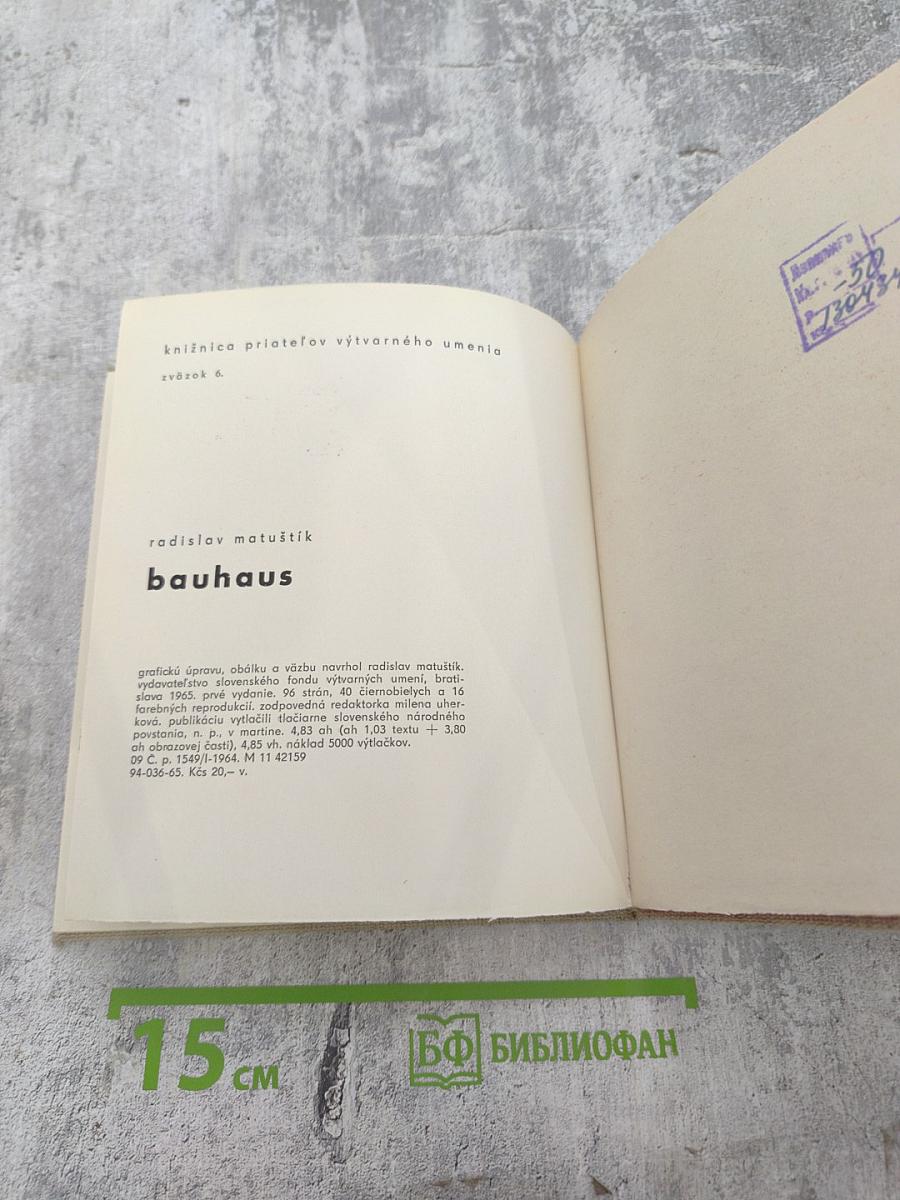 knižnica priateľov výtvarného umenia
zväzok 6.
radislav matuštík
bauhaus
grafickú úpravu, obálku a väzbu navrhol radislav matuštík.
vydavateľstvo slovenského fondu výtvarných umení, brati-
slava 1965. prvé vydanie. 96 strán, 40 čiernobielych a 16
farebných reprodukcií. zodpovedná redaktorka milena uher-
ková. publikáciu vytlačili tlačiarne slovenského národného
povstania, n. p., v martine. 4,83 ah (ah 1,03 textu + 3,80
ah obrazovej časti), 4,85 vh. náklad 5000 výtlačkov.
09 Č. p. 1549/I-1964. M 11 42159
94-036-65. Kčs 20,— v.
-50
15 см
БФ БИБЛИОФАН